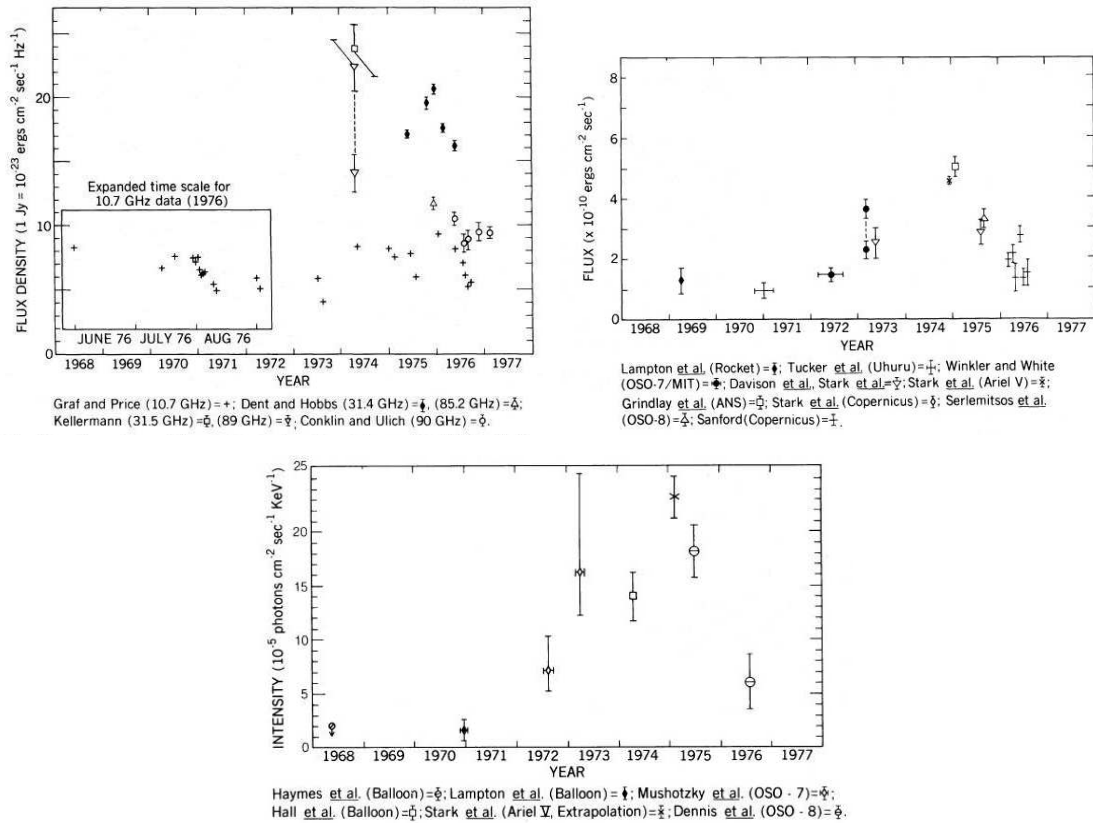 FLUX DENSITY (1 Jy = 10⁻²³ ergs cm⁻² sec⁻¹ Hz⁻¹)
20
10
0
Expanded time scale for
10.7 GHz data (1976)
JUNE 76 JULY 76 AUG 76
1968 1969 1970 1971 1972 1973 1974 1975 1976 1977
YEAR
Graf and Price (10.7 GHz)=+; Dent and Hobbs (31.4 GHz)=, (85.2 GHz)=;
Kellermann (31.5 GHz)=, (89 GHz)=; Conklin and Ulich (90 GHz)=.
FLUX (x 10⁻¹⁰ ergs cm⁻² sec⁻¹)
8
6
4
2
0
1968 1969 1970 1971 1972 1973 1974 1975 1976 1977
YEAR
Lampton et al. (Rocket)=; Tucker et al. (Uhuru)=; Winkler and White
(OSO-7/MIT)=; Davison et al., Stark et al.=; Stark et al. (Ariel V)=;
Grindlay et al. (ANS)=; Stark et al. (Copernicus)=; Serlemitsos et al.
(OSO-8)=; Sanford (Copernicus)=.
INTENSITY (10⁻⁵ photons cm⁻² sec⁻¹ KeV⁻¹)
25
20
15
10
5
0
1968 1969 1970 1971 1972 1973 1974 1975 1976 1977
YEAR
Haymes et al. (Balloon)=; Lampton et al. (Balloon)=; Mushotzky et al. (OSO - 7)=;
Hall et al. (Balloon)=; Stark et al. (Ariel V, Extrapolation)=; Dennis et al. (OSO - 8)=.